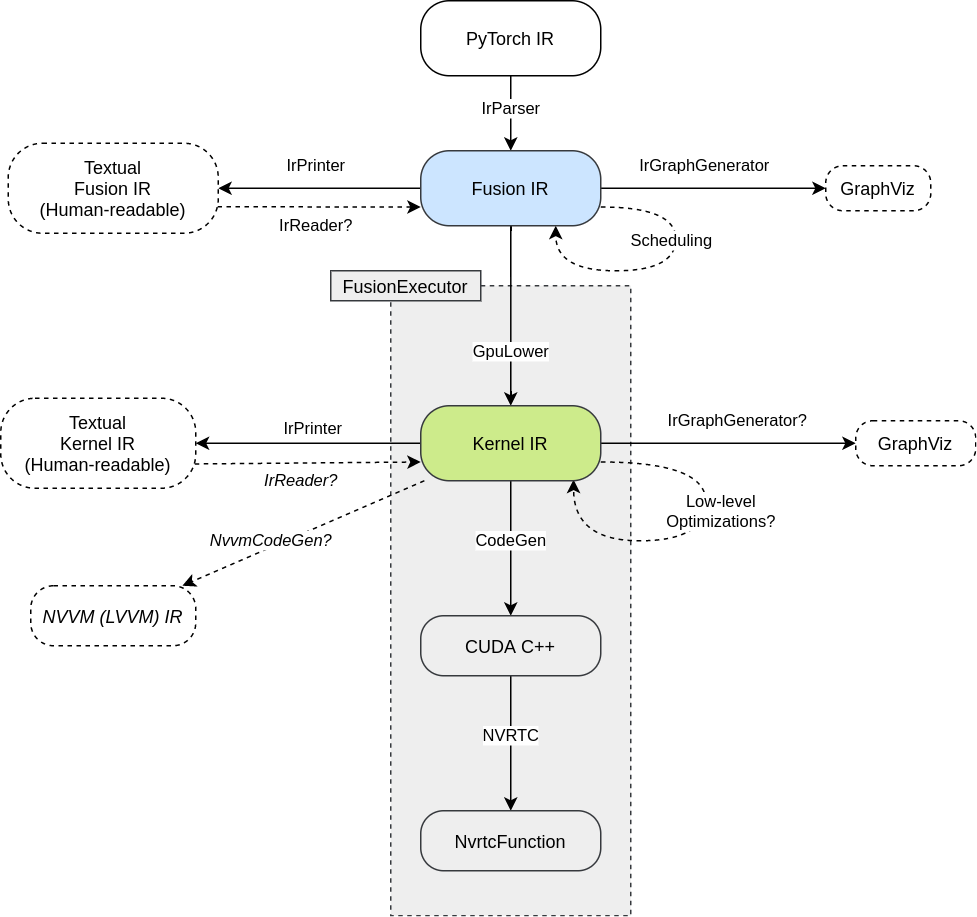 PyTorch IR
IrParser
Textual
Fusion IR
(Human-readable)
IrPrinter
IrReader?
Fusion IR
IrGraphGenerator
GraphViz
Scheduling
FusionExecutor
GpuLower
Textual
Kernel IR
(Human-readable)
IrPrinter
IrReader?
Kernel IR
IrGraphGenerator?
GraphViz
Low-level
Optimizations?
NvvmCodeGen?
CodeGen
NVVM (LVVM) IR
CUDA C++
NVRTC
NvrtcFunction